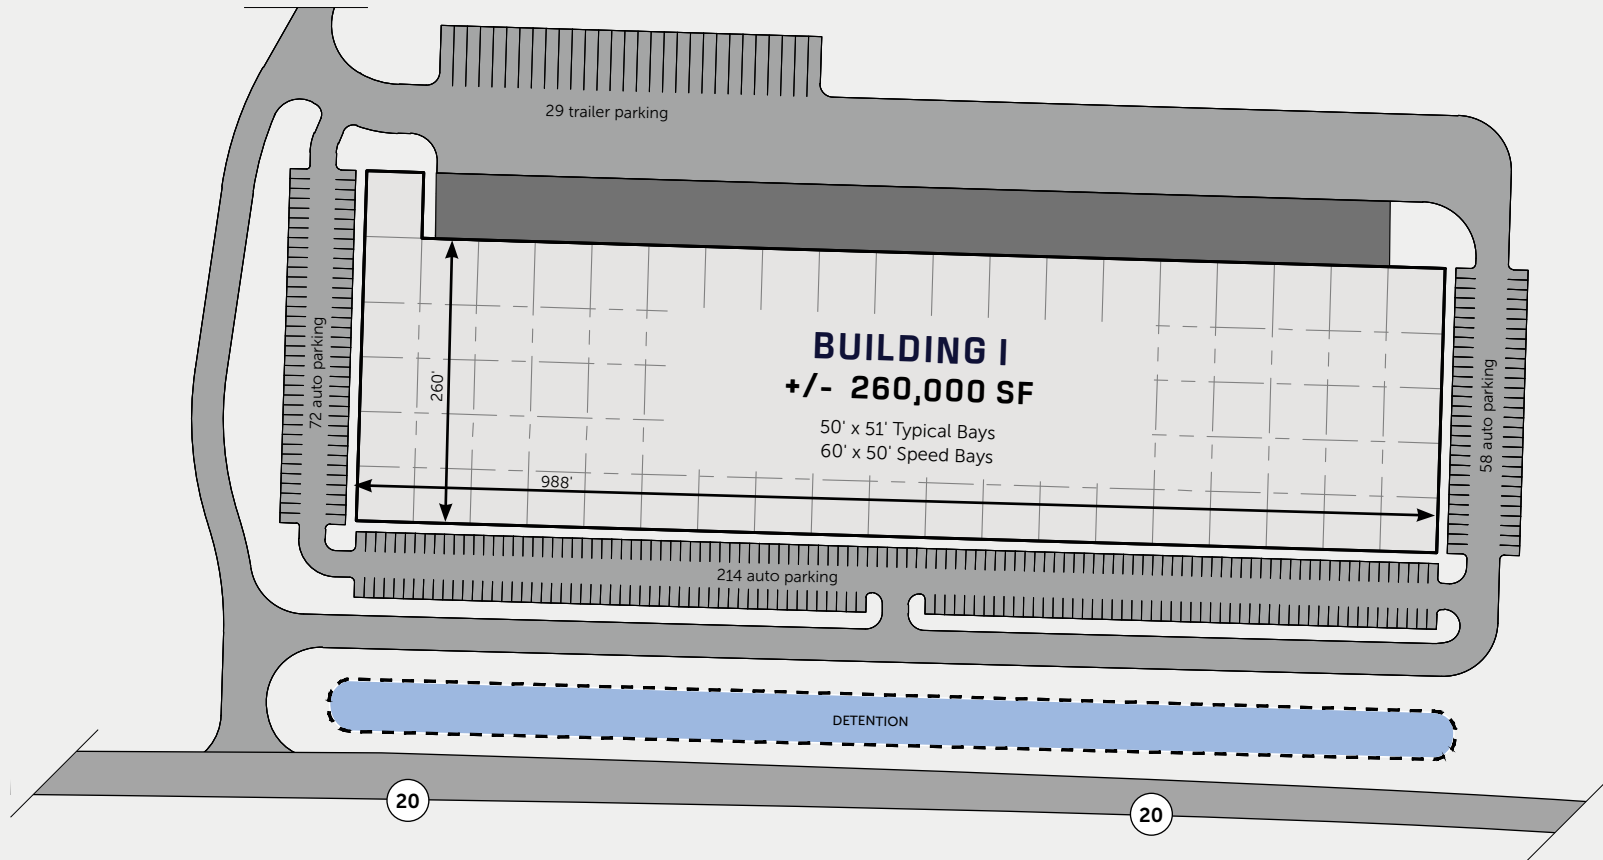 29 trailer parking
72 auto parking
260'
BUILDING I
+/- 260,000 SF
50' x 51' Typical Bays
60' x 50' Speed Bays
58 auto parking
988'
214 auto parking
DETENTION
20
20